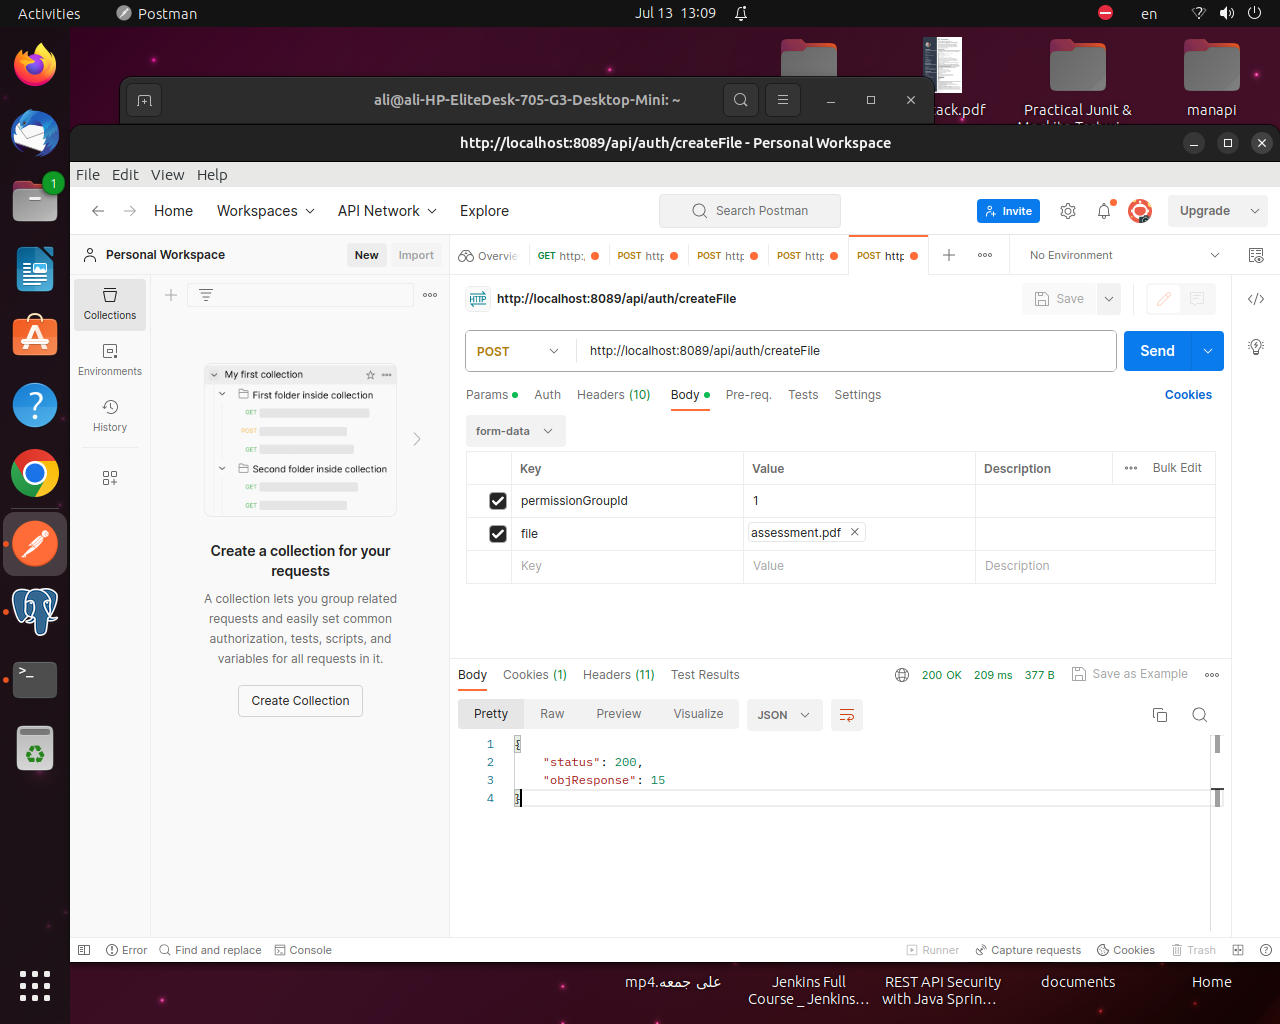 Activities
Postman
Jul 13 13:09
en
ali@ali-HP-EliteDesk-705-G3-Desktop-Mini: ~
ack.pdf
Practical Junit &
manapi
1
http://localhost:8089/api/auth/createFile - Personal Workspace
File Edit View Help
Home
Workspaces
API Network
Explore
Search Postman
Invite
Upgrade
Personal Workspace
New
Import
Overvie
GET http:
POST http
POST http
POST http
POST http
No Environment
Collections
Environments
History
http://localhost:8089/api/auth/createFile
Save
POST
http://localhost:8089/api/auth/createFile
Send
Params
Auth
Headers (10)
Body
Pre-req.
Tests
Settings
Cookies
form-data
Key
Value
Description
Bulk Edit
permissionGroupId
1
file
assessment.pdf
Key
Value
Description
My first collection
First folder inside collection
GET
POST
GET
Second folder inside collection
GET
GET
Create a collection for your
requests
A collection lets you group related
requests and easily set common
authorization, tests, scripts, and
variables for all requests in it.
Create Collection
Body
Cookies (1)
Headers (11)
Test Results
200 OK
209 ms
377 B
Save as Example
Pretty
Raw
Preview
Visualize
JSON
1 {
2 "status": 200,
3 "objResponse": 15
4 }
Error
Find and replace
Console
Runner
Capture requests
Cookies
Trash
على جمعه.mp4
Jenkins Full
Course _ Jenkins...
REST API Security
with Java Sprin...
documents
Home